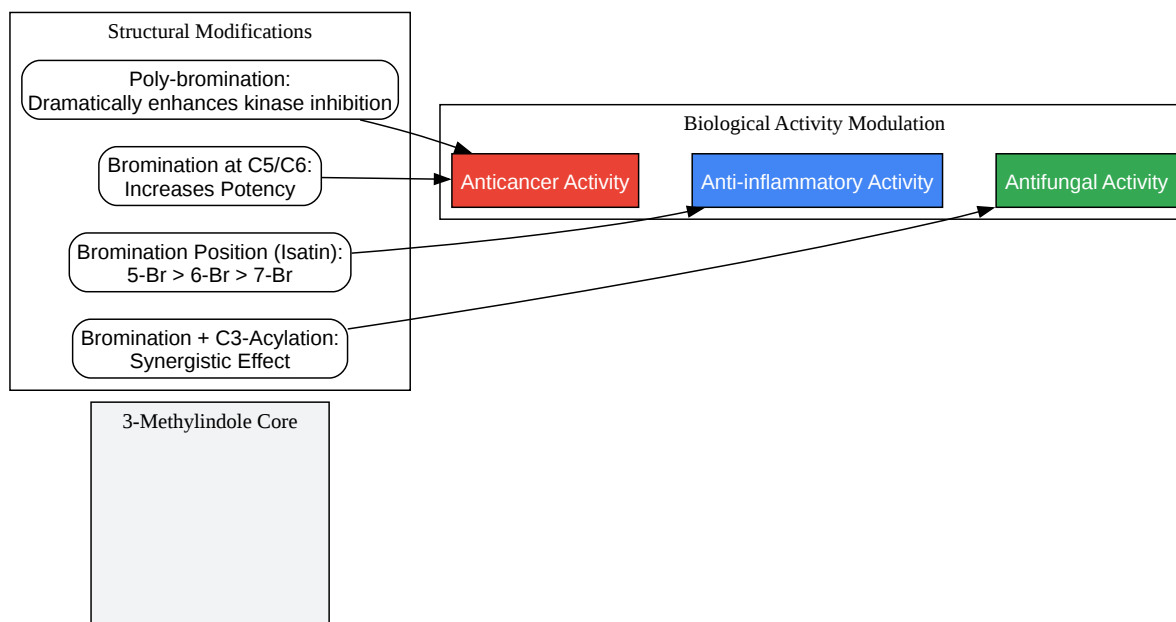 Structural Modifications
Poly-bromination:
Dramatically enhances kinase inhibition
Bromination at C5/C6:
Increases Potency
Bromination Position (Isatin):
5-Br > 6-Br > 7-Br
Bromination + C3-Acylation:
Synergistic Effect
Biological Activity Modulation
Anticancer Activity
Anti-inflammatory Activity
Antifungal Activity
3-Methylindole Core